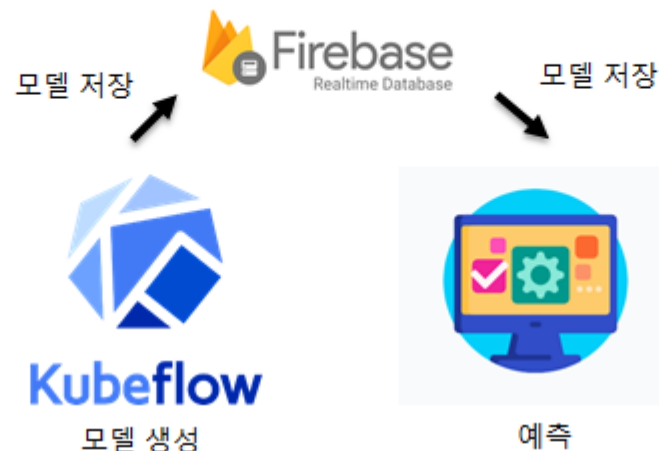 Firebase
Realtime Database
모델 저장
모델 저장
Kubeflow
모델 생성
예측